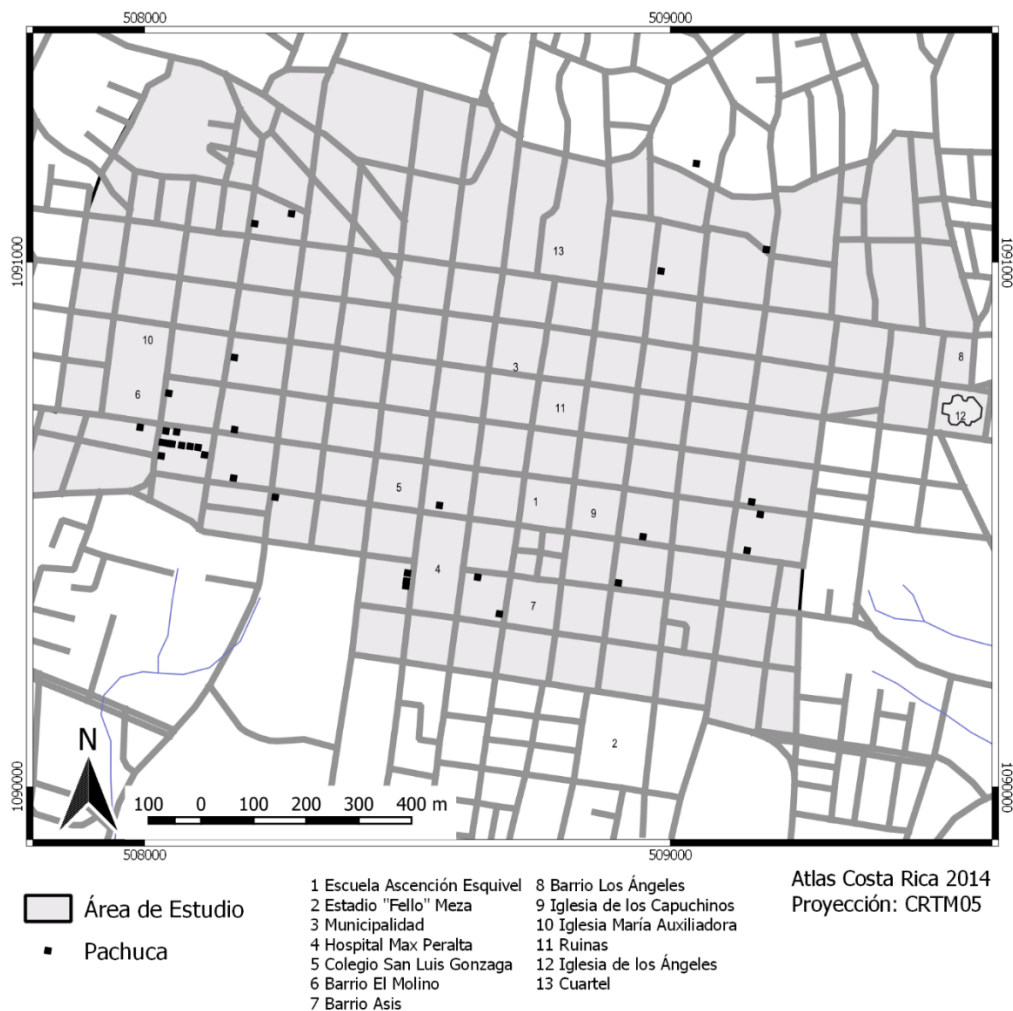 508000
509000
1091000
1091000
13
10
3
8
6
11
12
5
1
9
4
7
2
N
1090000
1090000
100 0 100 200 300 400 m
508000
509000
Área de Estudio
Pachuca
1 Escuela Ascención Esquivel
2 Estadio "Fello" Meza
3 Municipalidad
4 Hospital Max Peralta
5 Colegio San Luis Gonzaga
6 Barrio El Molino
7 Barrio Asis
8 Barrio Los Ángeles
9 Iglesia de los Capuchinos
10 Iglesia María Auxiliadora
11 Ruinas
12 Iglesia de los Ángeles
13 Cuartel
Atlas Costa Rica 2014
Proyección: CRTM05